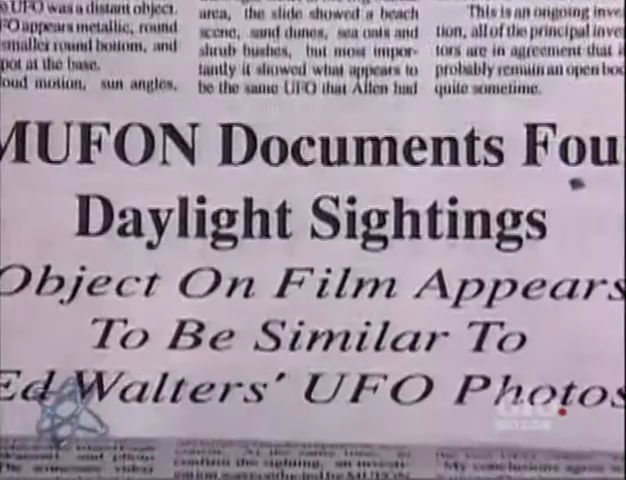 UFO was a distant object.
FO appears metallic, round
smaller round bottom, and
pot at the base.
loud motion, sun angles,
area, the slide showed a beach
scene, sand dunes, sea oats and
shrub bushes, but most impor-
tantly it showed what appears to
be the same UFO that Allen had
This is an ongoing inve
tion, all of the principal inve
tors are in agreement that i
probably remain an open boo
quite sometime.
MUFON Documents Fou
Daylight Sightings
Object On Film Appears
To Be Similar To
Ed Walters' UFO Photos